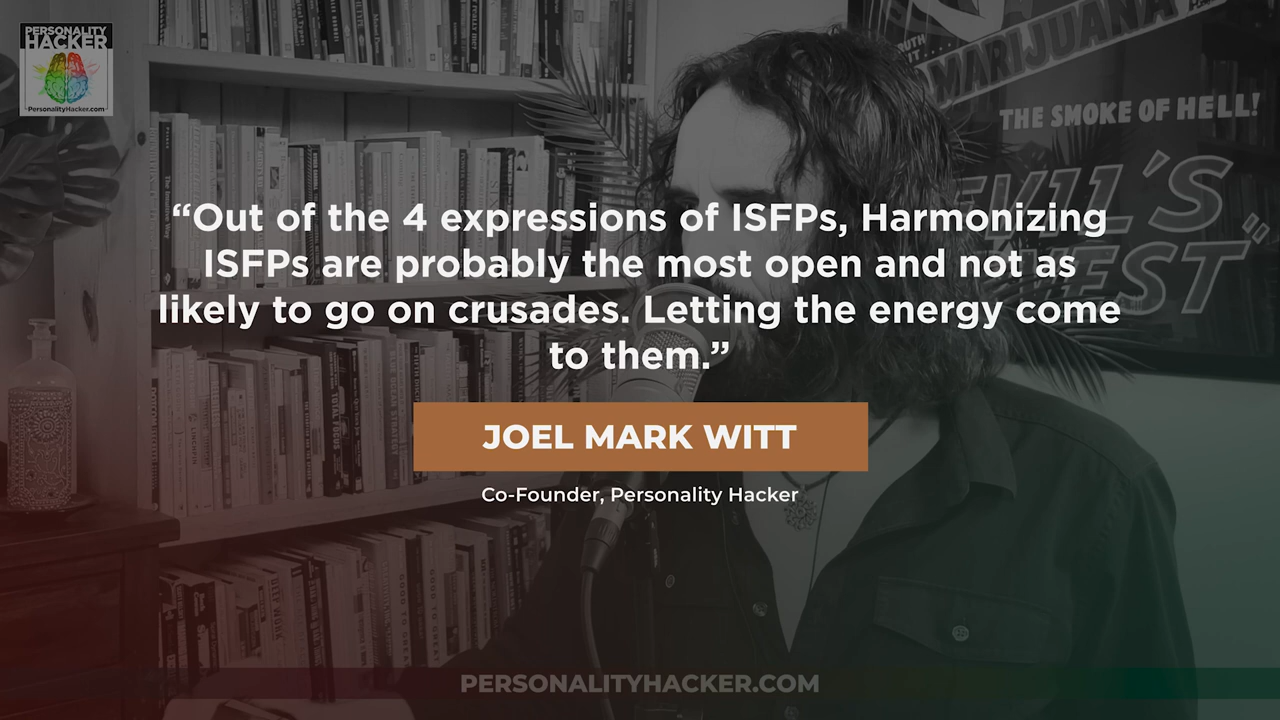 PERSONALITY
HACKER
PersonalityHacker.com
TRUTH
MARIJUANA
THE SMOKE OF HELL!
“Out of the 4 expressions of ISFPs, Harmonizing
ISFPs are probably the most open and not as
likely to go on crusades. Letting the energy come
to them.”
JOEL MARK WITT
Co-Founder, Personality Hacker
PERSONALITYHACKER.COM